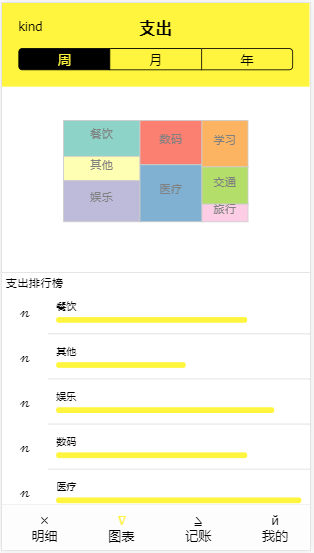 kind
支出
周 月 年
餐饮 数码 学习
其他
娱乐 医疗 交通
旅行
支出排行榜
餐饮
n
其他
n
娱乐
n
数码
n
医疗
n
× ∇ ⊵ й
明细 图表 记账 我的